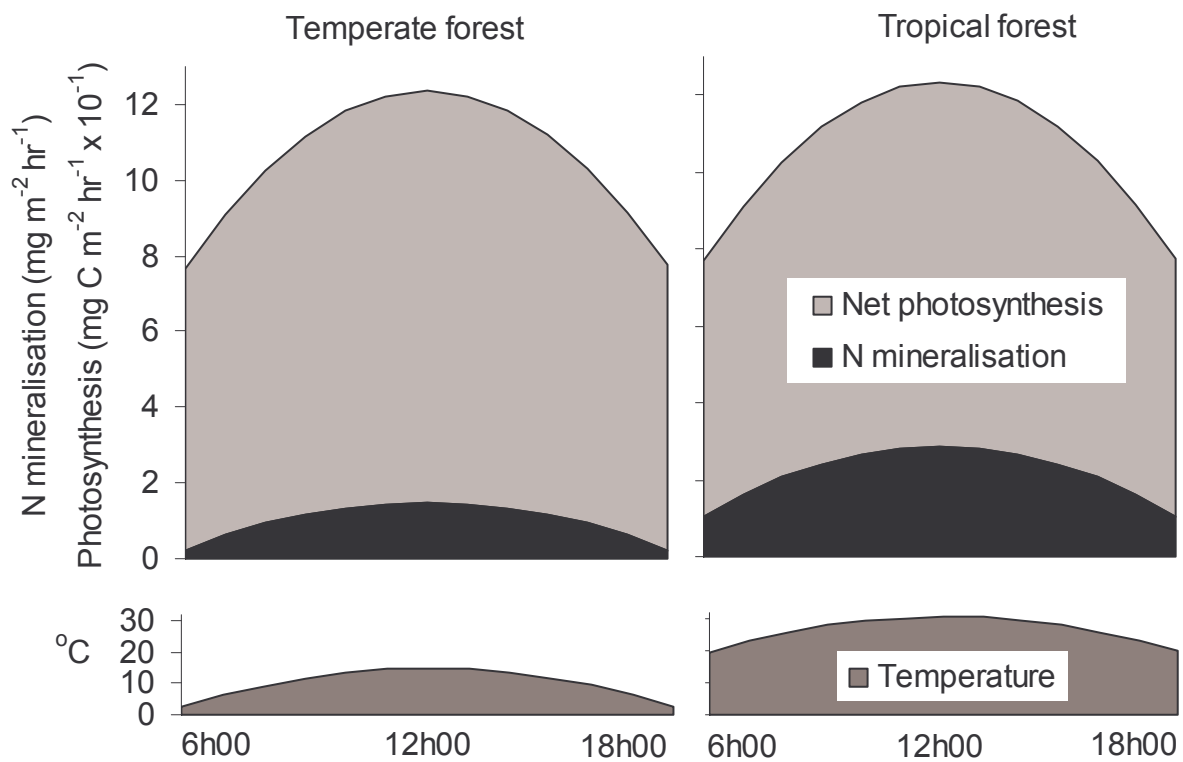 Temperate forest
Tropical forest
N mineralisation (mg m⁻² hr⁻¹)
Photosynthesis (mg C m⁻² hr⁻¹ x 10⁻¹)
12
10
8
6
4
2
0
Net photosynthesis
N mineralisation
°C
30
20
10
0
Temperature
6h00
12h00
18h00
6h00
12h00
18h00